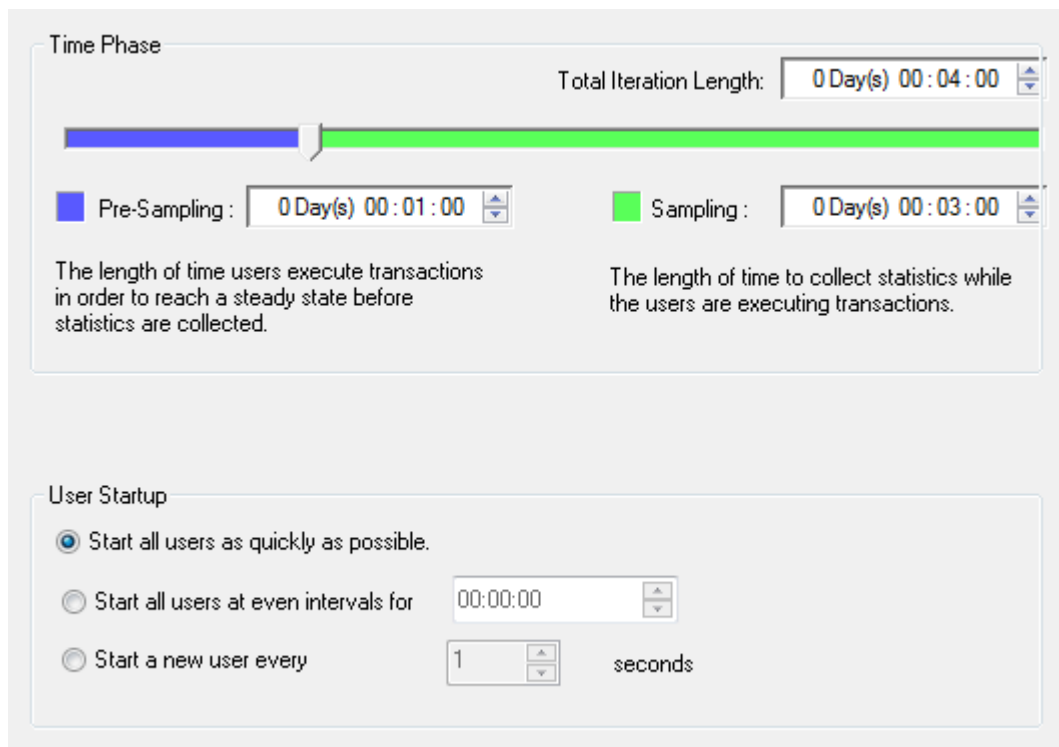 Time Phase
Total Iteration Length: 0 Day(s) 00 : 04 : 00
Pre-Sampling : 0 Day(s) 00 : 01 : 00
Sampling : 0 Day(s) 00 : 03 : 00
The length of time users execute transactions
in order to reach a steady state before
statistics are collected.
The length of time to collect statistics while
the users are executing transactions.
User Startup
Start all users as quickly as possible.
Start all users at even intervals for 00:00:00
Start a new user every 1 seconds